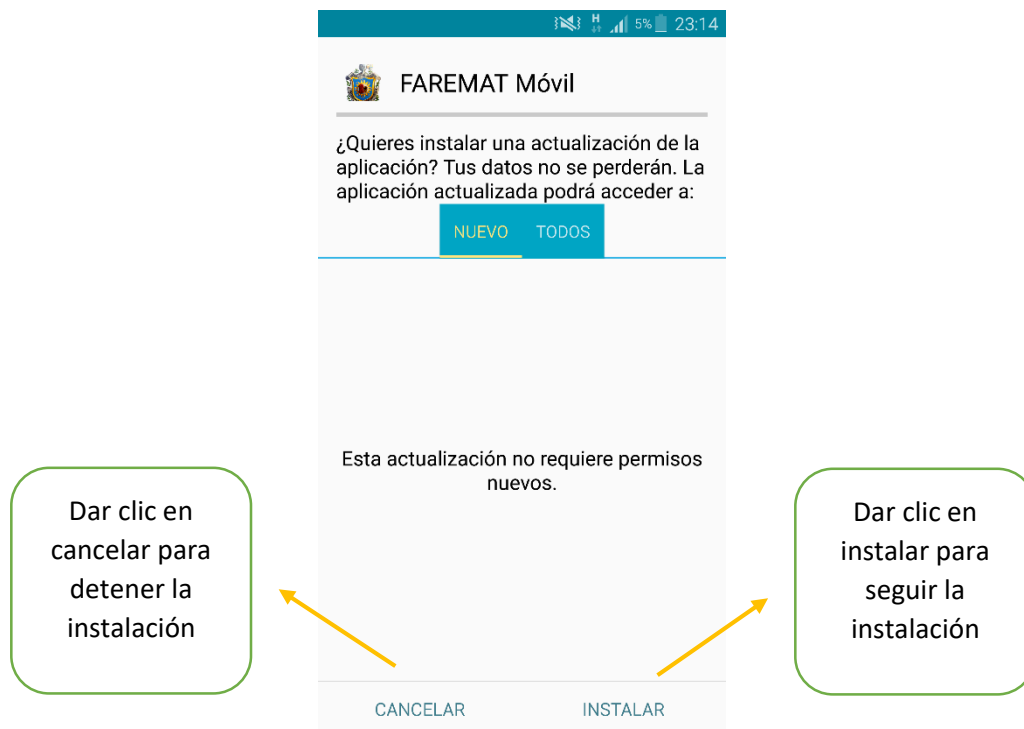 H 5% 23:14
FAREMAT Móvil
¿Quieres instalar una actualización de la
aplicación? Tus datos no se perderán. La
aplicación actualizada podrá acceder a:
NUEVO TODOS
Esta actualización no requiere permisos
nuevos.
Dar clic en
cancelar para
detener la
instalación
Dar clic en
instalar para
seguir la
instalación
CANCELAR INSTALAR